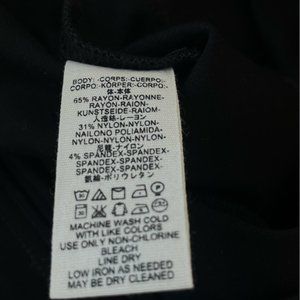 BODY: -CORPS-CUERPO-
CORPO-KÖRPER-CORPO-
体-本体
65% RAYON-RAYONNE-
RAYON-RAION-
KUNSTSEIDE-RAIOM-
人造絲-レーヨン
31% NYLON-NYLON-
NAILONG POLIAMIDA-
NYLON-NYLON-NYLON-
尼龍-ナイロン
4% SPANDEX-SPANDEX-
SPANDEX-SPANDEX-
SPANDEX-SPANDEX-
氨綸-ポリウレタン
MACHINE WASH COLD
WITH LIKE COLORS
USE ONLY NON-CHLORINE
BLEACH
LINE DRY
LOW IRON AS NEEDED
MAY BE DRY CLEANED